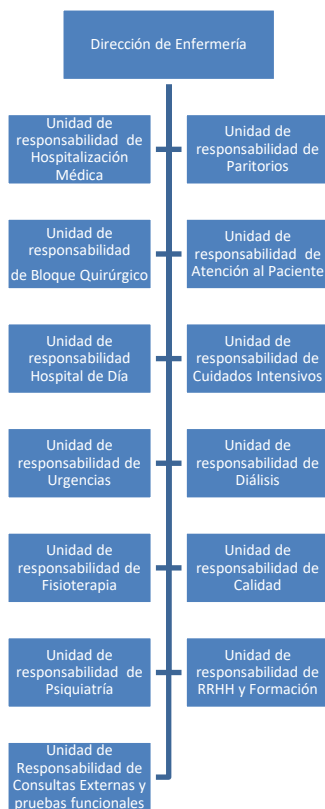 Dirección de Enfermería
Unidad de
responsabilidad de
Hospitalización
Médica
Unidad de
responsabilidad de
Paritorios
Unidad de
responsabilidad
de Bloque Quirúrgico
Unidad de
responsabilidad de
Atención al Paciente
Unidad de
responsabilidad
Hospital de Día
Unidad de
responsabilidad de
Cuidados Intensivos
Unidad de
responsabilidad de
Urgencias
Unidad de
responsabilidad de
Diálisis
Unidad de
responsabilidad de
Fisioterapia
Unidad de
responsabilidad de
Calidad
Unidad de
responsabilidad de
Psiquiatría
Unidad de
responsabilidad de
RRHH y Formación
Unidad de
Responsabilidad de
Consultas Externas y
pruebas funcionales